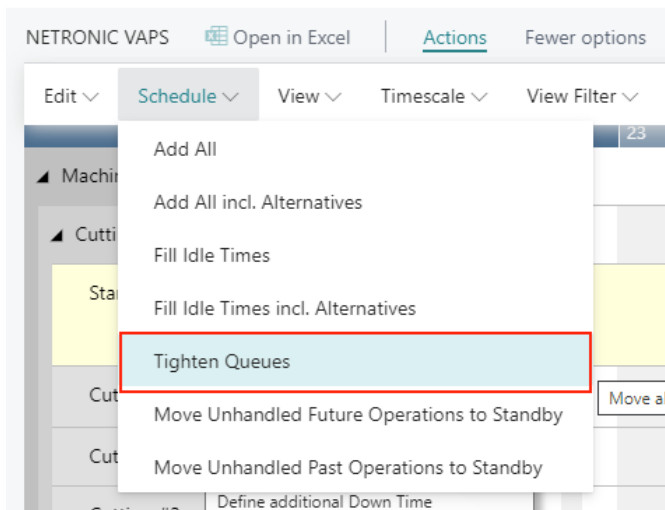 NETRONIC VAPS Open in Excel Actions Fewer options
Edit Schedule View Timescale View Filter
23
Add All
Add All incl. Alternatives
Fill Idle Times
Fill Idle Times incl. Alternatives
Tighten Queues
Move Unhandled Future Operations to Standby
Move Unhandled Past Operations to Standby
Define additional Down Time
Machi
Cutti
Sta
Cut
Move a
Cut